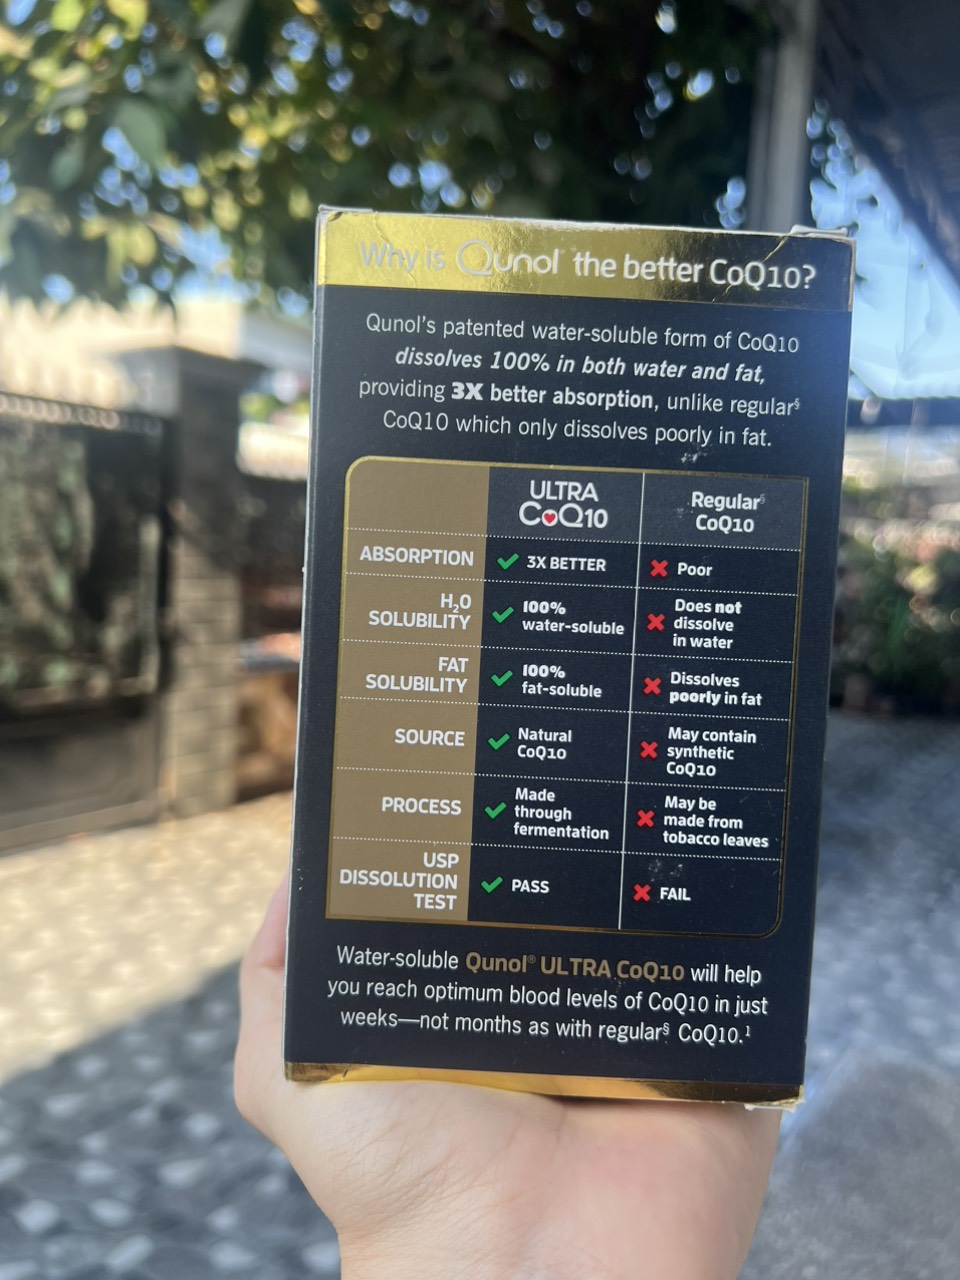 Why is Qunol® the better CoQ10?
Qunol's patented water-soluble form of CoQ10
dissolves 100% in both water and fat,
providing 3X better absorption, unlike regular§
CoQ10 which only dissolves poorly in fat.
ULTRA
CoQ10
Regular§
CoQ10
ABSORPTION
3X BETTER
Poor
H₂O
SOLUBILITY
100%
water-soluble
Does not
dissolve
in water
FAT
SOLUBILITY
100%
fat-soluble
Dissolves
poorly in fat
SOURCE
Natural
CoQ10
May contain
synthetic
CoQ10
PROCESS
Made
through
fermentation
May be
made from
tobacco leaves
USP
DISSOLUTION
TEST
PASS
FAIL
Water-soluble Qunol® ULTRA CoQ10 will help
you reach optimum blood levels of CoQ10 in just
weeks—not months as with regular§ CoQ10.¹